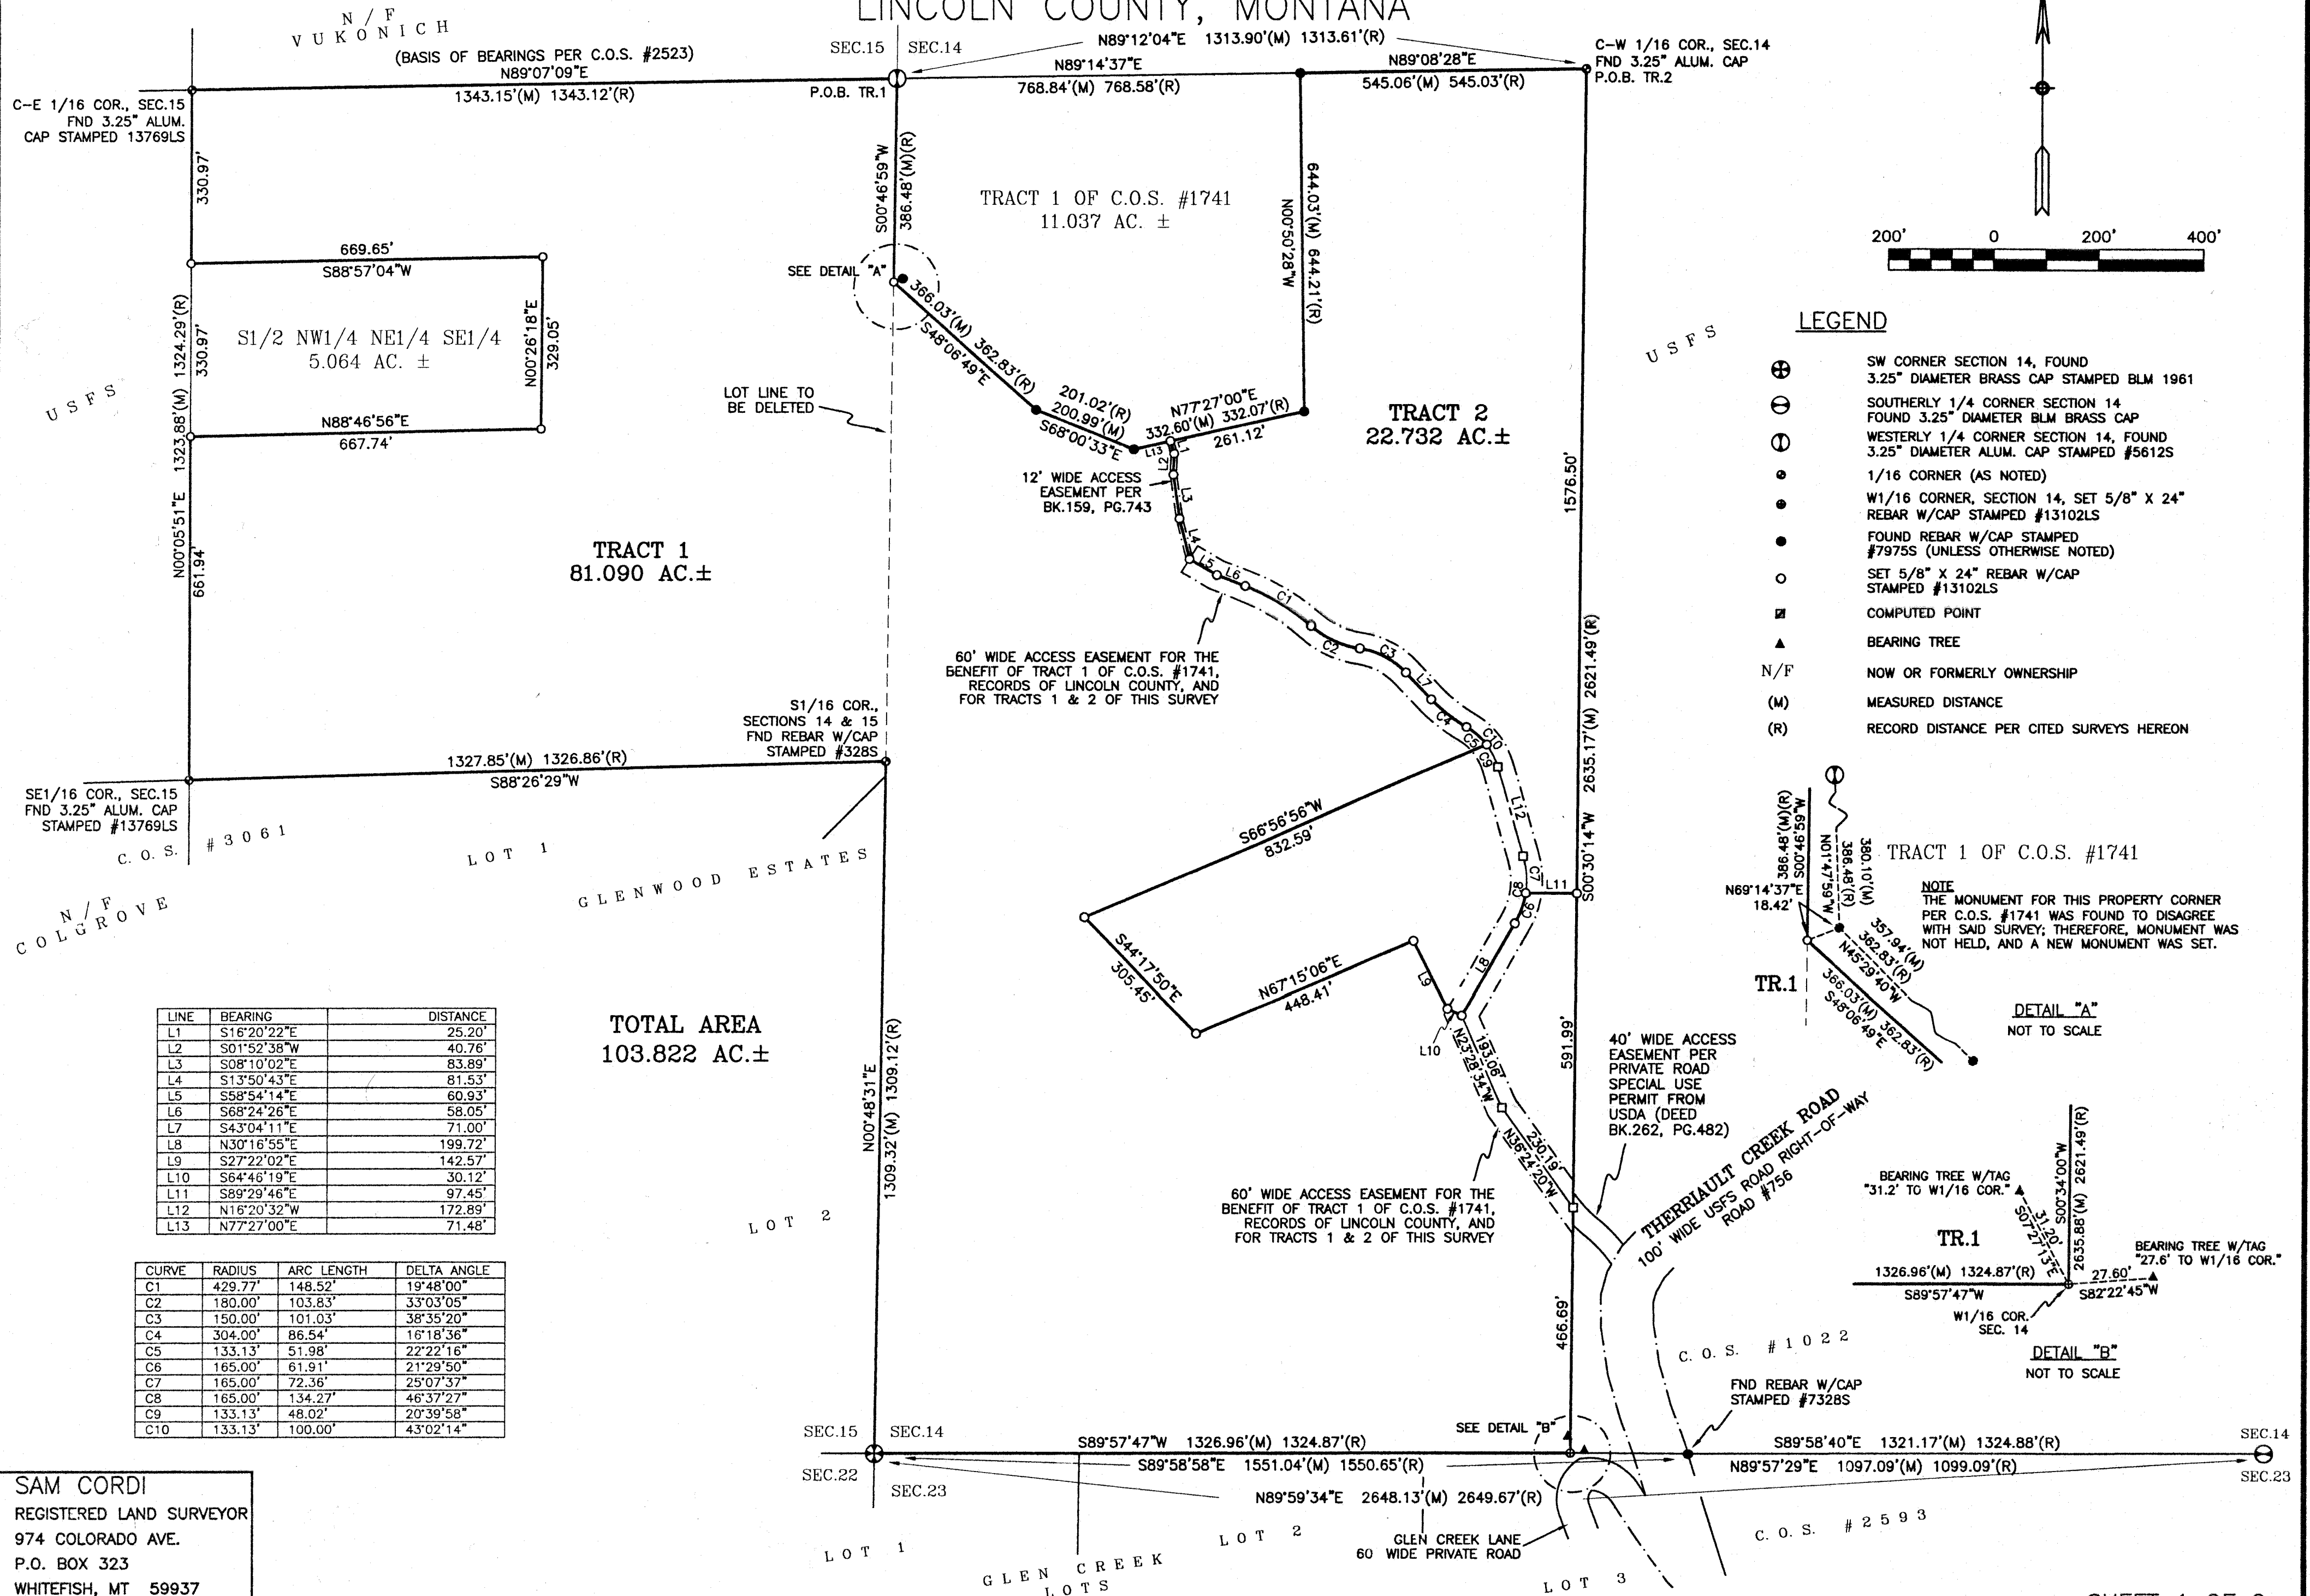 LINCOLN COUNTY, MONTANA
N / F
VUKONICH
(BASIS OF BEARINGS PER C.O.S. #2523)
N89°07'09"E
1343.15'(M) 1343.12'(R)
SEC.15
SEC.14
N89°12'04"E 1313.90'(M) 1313.61'(R)
N89°14'37"E
768.84'(M) 768.58'(R)
N89°08'28"E
545.06'(M) 545.03'(R)
C-W 1/16 COR., SEC.14
FND 3.25" ALUM. CAP
P.O.B. TR.2
P.O.B. TR.1
C-E 1/16 COR., SEC.15
FND 3.25" ALUM.
CAP STAMPED 13769LS
330.97'
669.65'
S88°57'04"W
S1/2 NW1/4 NE1/4 SE1/4
5.064 AC. ±
N00°26'18"E
329.05'
N88°46'56"E
667.74'
330.97'
N00°05'51"E 1323.88'(M) 1324.29'(R)
661.94'
USFS
S00°46'59"W
386.48'(M)(R)
TRACT 1 OF C.O.S. #1741
11.037 AC. ±
644.03'(M) 644.21'(R)
N00°50'28"W
SEE DETAIL "A"
366.03'(M) 362.83'(R)
S48°06'49"E
LOT LINE TO
BE DELETED
201.02'(R)
200.99'(M)
S68°00'33"E
N77°27'00"E
332.60'(M) 332.07'(R)
261.12'
L13
L1
L2
L3
L4
L5
L6
C1
C2
C3
L7
C4
C5
C10
C9
L12
C7
C8
C6
L11
L8
L9
L10
12' WIDE ACCESS
EASEMENT PER
BK.159, PG.743
TRACT 2
22.732 AC.±
TRACT 1
81.090 AC.±
1576.50'
USFS
60' WIDE ACCESS EASEMENT FOR THE
BENEFIT OF TRACT 1 OF C.O.S. #1741,
RECORDS OF LINCOLN COUNTY, AND
FOR TRACTS 1 & 2 OF THIS SURVEY
S1/16 COR.,
SECTIONS 14 & 15
FND REBAR W/CAP
STAMPED #328S
1327.85'(M) 1326.86'(R)
S88°26'29"W
SE1/16 COR., SEC.15
FND 3.25" ALUM. CAP
STAMPED #13769LS
C.O.S. #3061
LOT 1
GLENWOOD ESTATES
N / F
COLGROVE
S00°30'14"W 2635.17'(M) 2621.49'(R)
S66°56'56"W
832.59'
S44°17'50"E
305.45'
N67°15'06"E
448.41'
193.06'
N23°28'34"W
230.19'
N36°24'20"W
591.99'
466.69'
40' WIDE ACCESS
EASEMENT PER
PRIVATE ROAD
SPECIAL USE
PERMIT FROM
USDA (DEED
BK.262, PG.482)
THERRIAULT CREEK ROAD
100' WIDE USFS ROAD RIGHT-OF-WAY
ROAD #756
60' WIDE ACCESS EASEMENT FOR THE
BENEFIT OF TRACT 1 OF C.O.S. #1741,
RECORDS OF LINCOLN COUNTY, AND
FOR TRACTS 1 & 2 OF THIS SURVEY
TOTAL AREA
103.822 AC.±
N00°48'31"E
1309.32'(M) 1309.12'(R)
LOT 2
200' 0 200' 400'
LEGEND
SW CORNER SECTION 14, FOUND
3.25" DIAMETER BRASS CAP STAMPED BLM 1961
SOUTHERLY 1/4 CORNER SECTION 14
FOUND 3.25" DIAMETER BLM BRASS CAP
WESTERLY 1/4 CORNER SECTION 14, FOUND
3.25" DIAMETER ALUM. CAP STAMPED #5612S
1/16 CORNER (AS NOTED)
W1/16 CORNER, SECTION 14, SET 5/8" X 24"
REBAR W/CAP STAMPED #13102LS
FOUND REBAR W/CAP STAMPED
#7975S (UNLESS OTHERWISE NOTED)
SET 5/8" X 24" REBAR W/CAP
STAMPED #13102LS
COMPUTED POINT
BEARING TREE
N/F NOW OR FORMERLY OWNERSHIP
(M) MEASURED DISTANCE
(R) RECORD DISTANCE PER CITED SURVEYS HEREON
386.48'(M)(R)
S00°46'59"W
380.10'(M)
386.48'(R)
N01°47'59"W
TRACT 1 OF C.O.S. #1741
N69°14'37"E
18.42'
NOTE
THE MONUMENT FOR THIS PROPERTY CORNER
PER C.O.S. #1741 WAS FOUND TO DISAGREE
WITH SAID SURVEY; THEREFORE, MONUMENT WAS
NOT HELD, AND A NEW MONUMENT WAS SET.
357.94'(M)
362.83'(R)
N45°29'40"W
366.03'(M) 362.83'(R)
S48°06'49"E
TR.1
DETAIL "A"
NOT TO SCALE
S00°34'00"W
2635.88'(M) 2621.49'(R)
BEARING TREE W/TAG
"31.2' TO W1/16 COR."
31.20'
S07°27'13"E
TR.1
BEARING TREE W/TAG
"27.6' TO W1/16 COR."
1326.96'(M) 1324.87'(R)
S89°57'47"W
27.60'
S82°22'45"W
W1/16 COR.
SEC. 14
DETAIL "B"
NOT TO SCALE
LINE BEARING DISTANCE
L1 S16°20'22"E 25.20'
L2 S01°52'38"W 40.76'
L3 S08°10'02"E 83.89'
L4 S13°50'43"E 81.53'
L5 S58°54'14"E 60.93'
L6 S68°24'26"E 58.05'
L7 S43°04'11"E 71.00'
L8 N30°16'55"E 199.72'
L9 S27°22'02"E 142.57'
L10 S64°46'19"E 30.12'
L11 S89°29'46"E 97.45'
L12 N16°20'32"W 172.89'
L13 N77°27'00"E 71.48'
CURVE RADIUS ARC LENGTH DELTA ANGLE
C1 429.77' 148.52' 19°48'00"
C2 180.00' 103.83' 33°03'05"
C3 150.00' 101.03' 38°35'20"
C4 304.00' 86.54' 16°18'36"
C5 133.13' 51.98' 22°22'16"
C6 165.00' 61.91' 21°29'50"
C7 165.00' 72.36' 25°07'37"
C8 165.00' 134.27' 46°37'27"
C9 133.13' 48.02' 20°39'58"
C10 133.13' 100.00' 43°02'14"
C.O.S. #1022
FND REBAR W/CAP
STAMPED #7328S
SEE DETAIL "B"
SEC.15
SEC.14
SEC.22
SEC.23
S89°57'47"W 1326.96'(M) 1324.87'(R)
S89°58'58"E 1551.04'(M) 1550.65'(R)
N89°59'34"E 2648.13'(M) 2649.67'(R)
S89°58'40"E 1321.17'(M) 1324.88'(R)
N89°57'29"E 1097.09'(M) 1099.09'(R)
SEC.14
SEC.23
GLEN CREEK LANE
60 WIDE PRIVATE ROAD
LOT 1
GLEN CREEK
LOTS
LOT 2
LOT 3
C.O.S. #2593
SAM CORDI
REGISTERED LAND SURVEYOR
974 COLORADO AVE.
P.O. BOX 323
WHITEFISH, MT 59937